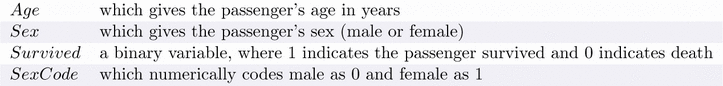 Age which gives the passenger's age in years
Sex which gives the passenger's sex (male or female)
Survived a binary variable, where 1 indicates the passenger survived and 0 indicates death
SexCode which numerically codes male as 0 and female as 1